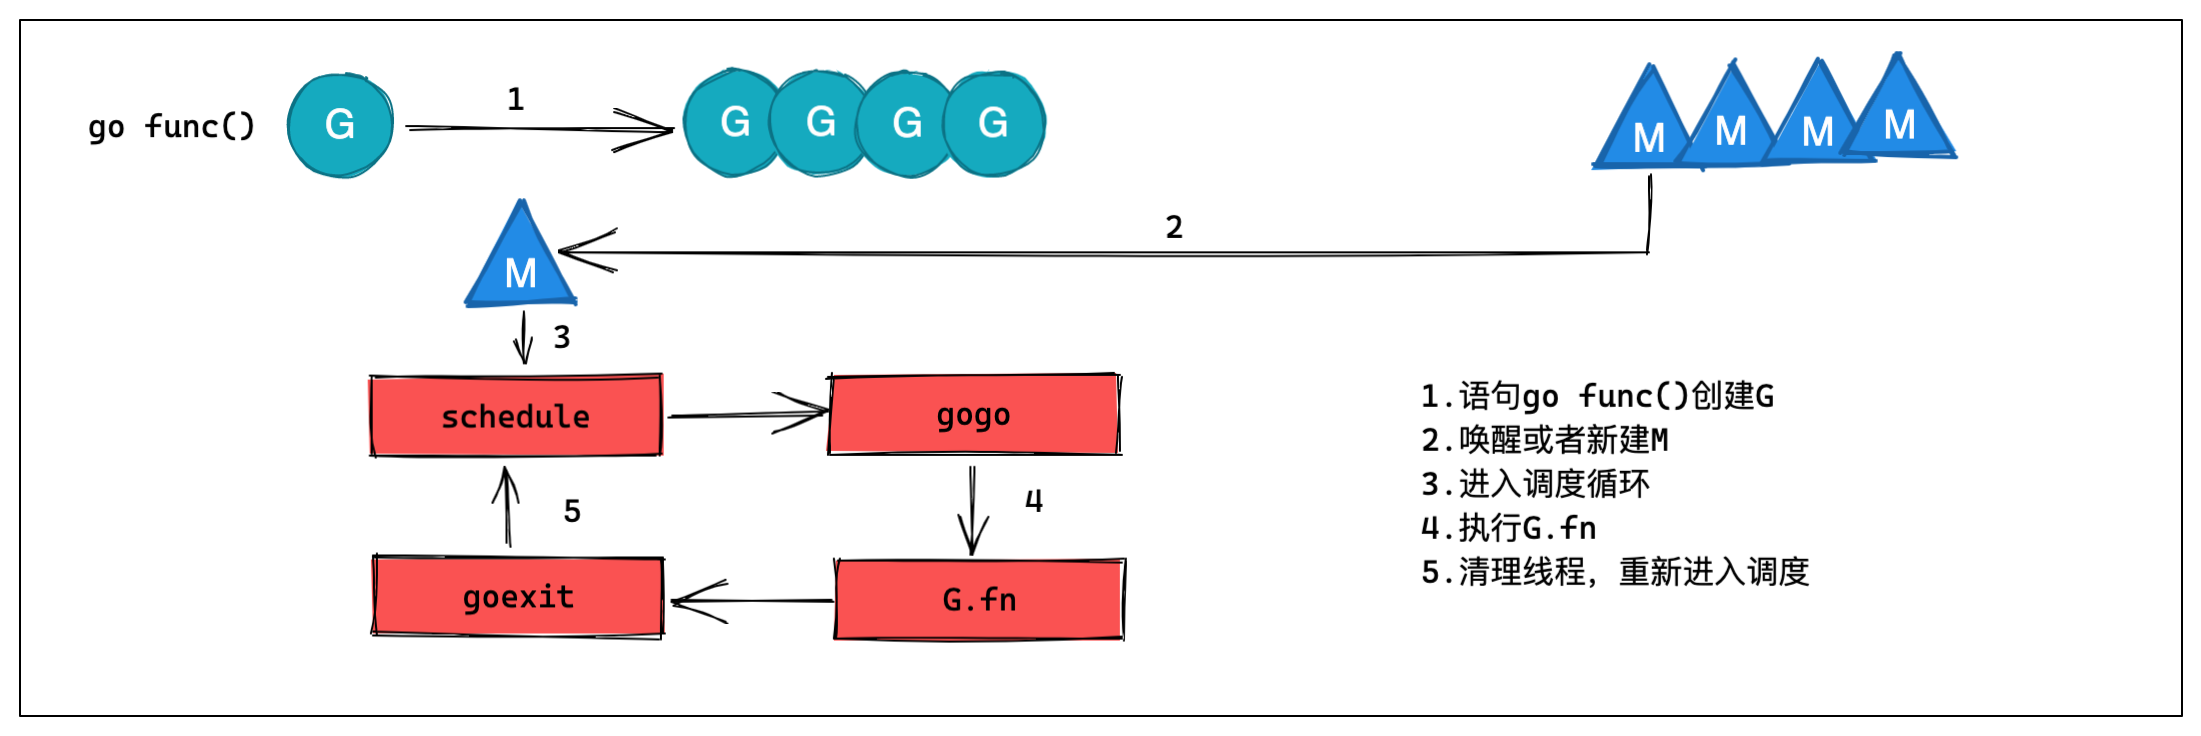 go func()
G
1
G G G G
M M M M
2
M
3
schedule
gogo
5
4
goexit
G.fn
1.语句go func()创建G
2.唤醒或者新建M
3.进入调度循环
4.执行G.fn
5.清理线程，重新进入调度